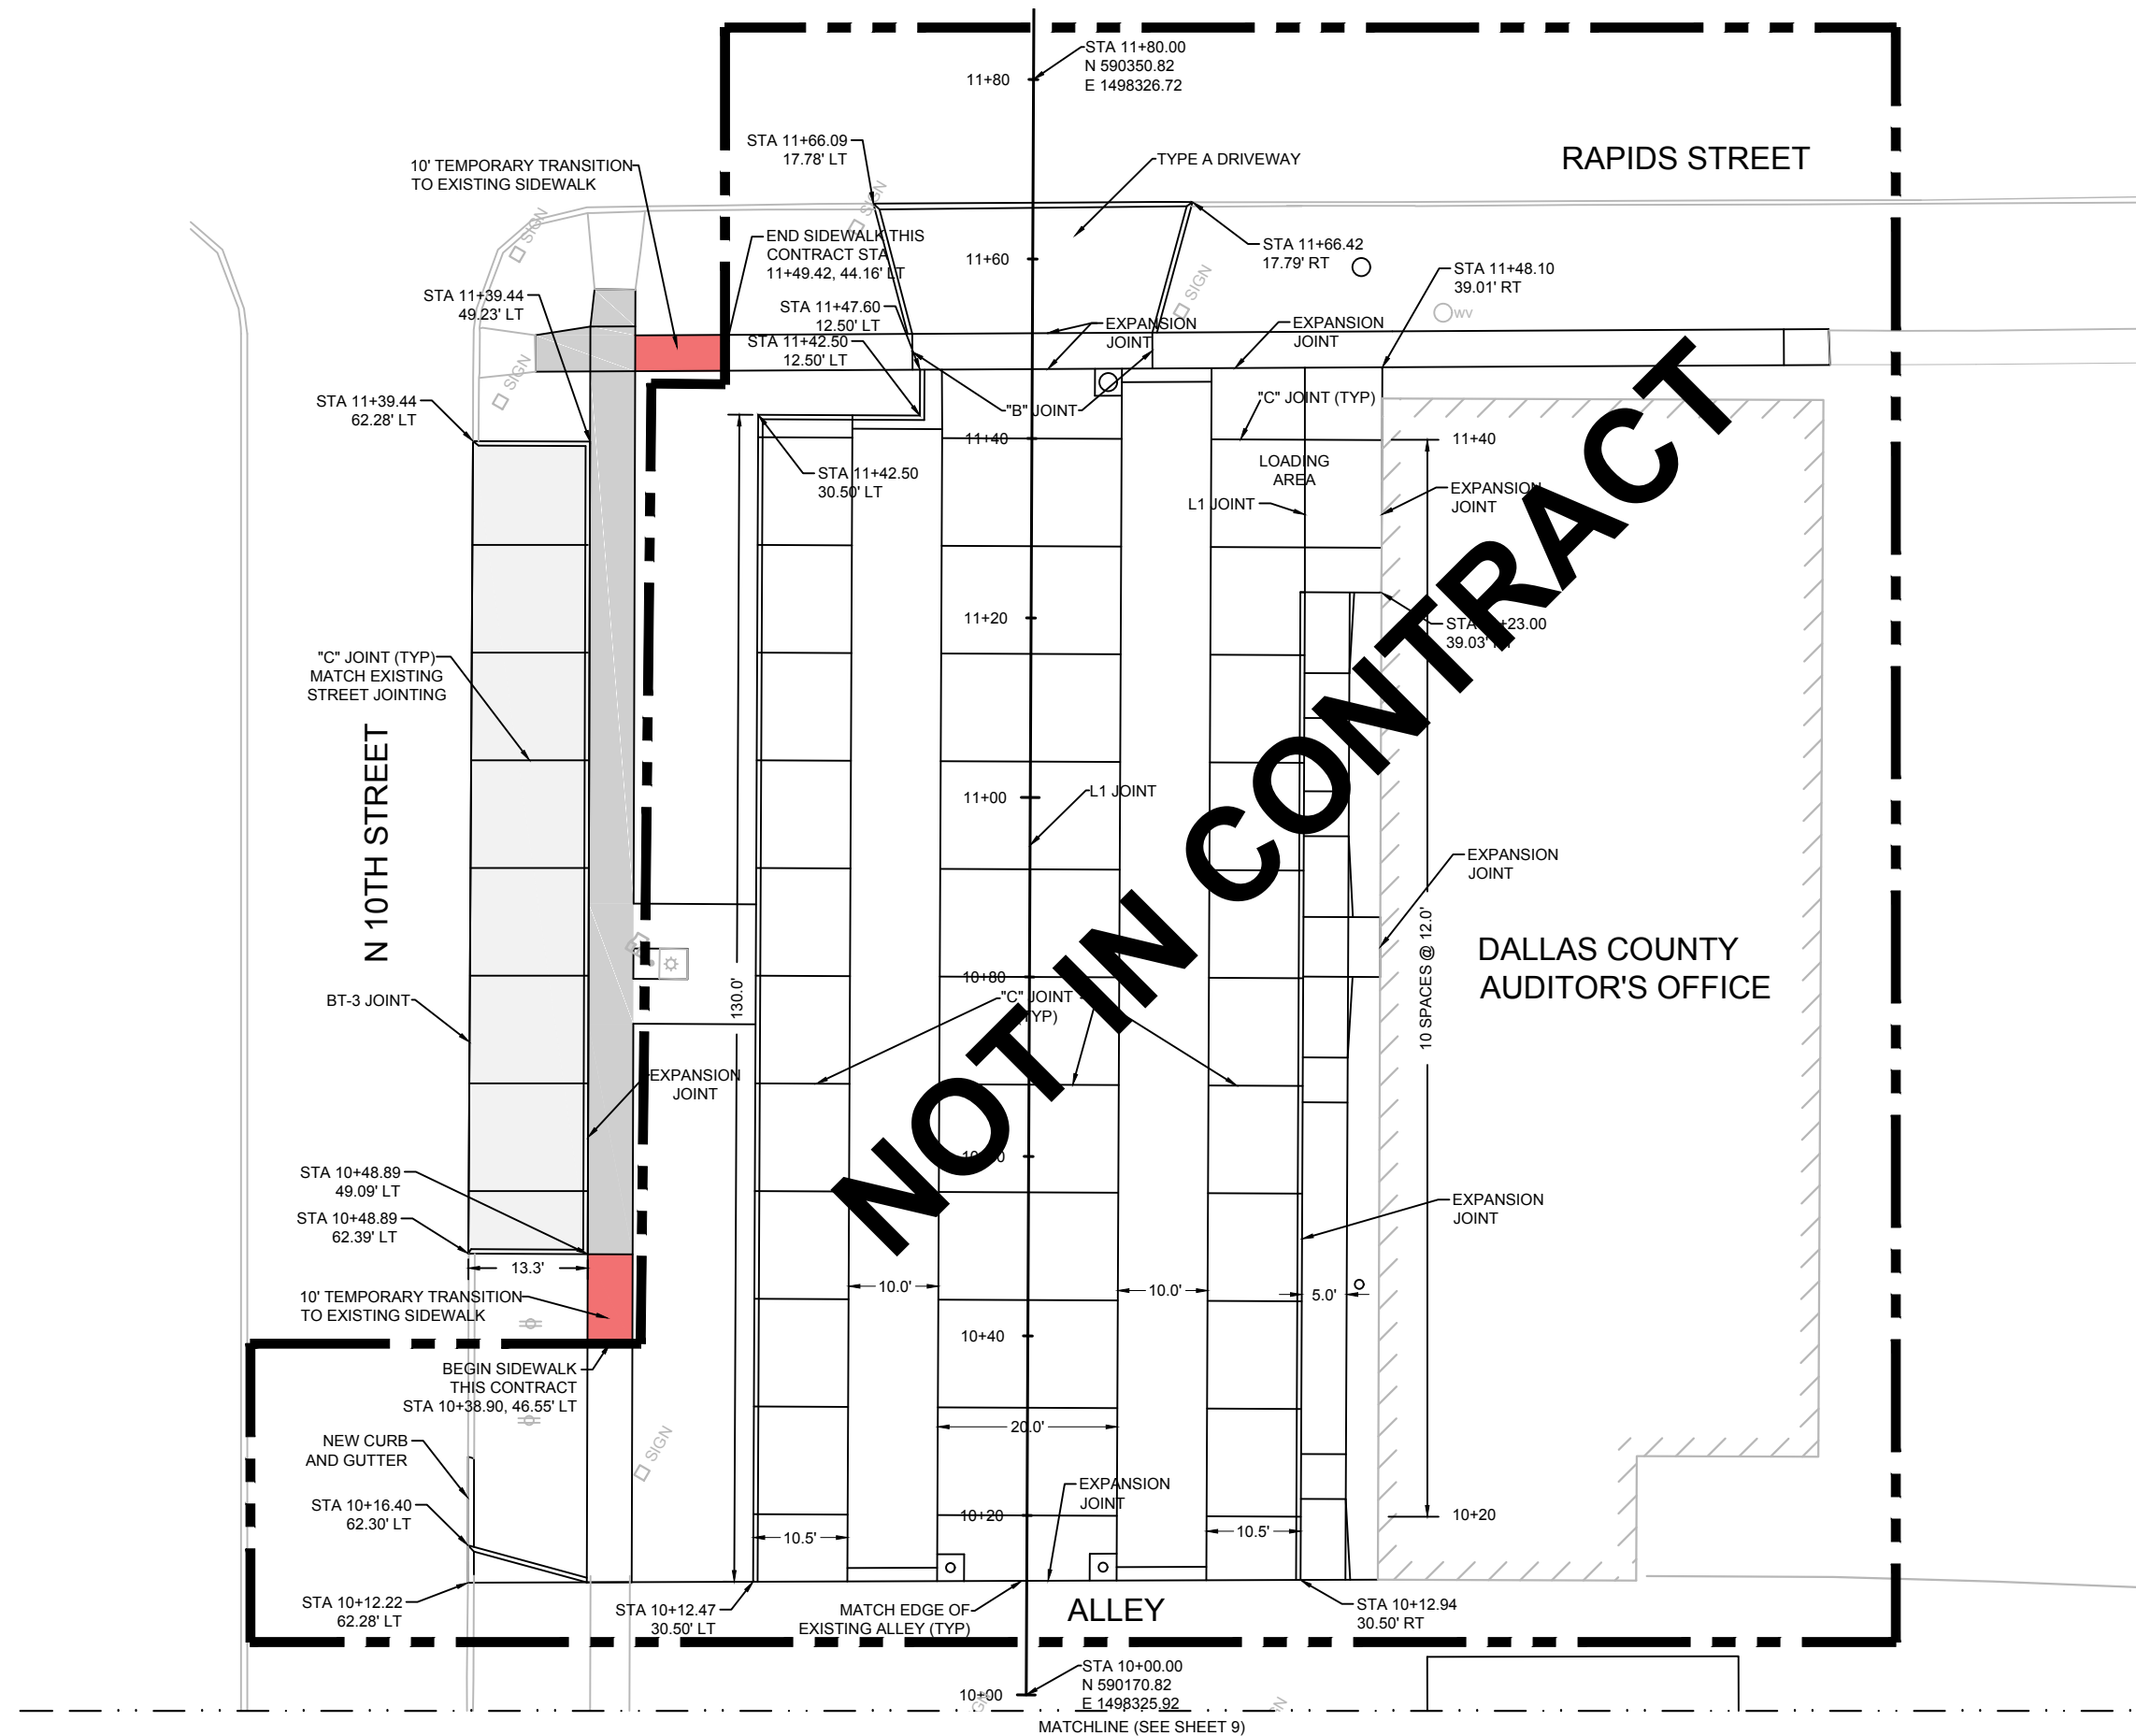 STA 11+80.00
N 590350.82
E 1498326.72
11+80
STA 11+66.09
17.78' LT
10' TEMPORARY TRANSITION
TO EXISTING SIDEWALK
TYPE A DRIVEWAY
RAPIDS STREET
SIGN
SIGN
END SIDEWALK THIS
CONTRACT STA
11+49.42, 44.16' LT
11+60
STA 11+66.42
17.79' RT
STA 11+48.10
39.01' RT
SIGN
WV
STA 11+39.44
49.23' LT
STA 11+47.60
12.50' LT
EXPANSION
JOINT
EXPANSION
JOINT
STA 11+42.50
12.50' LT
SIGN
STA 11+39.44
62.28' LT
"B" JOINT
"C" JOINT (TYP)
11+40
11+40
LOADING
AREA
STA 11+42.50
30.50' LT
L1 JOINT
EXPANSION
JOINT
11+20
STA +23.00
39.03'
"C" JOINT (TYP)
MATCH EXISTING
STREET JOINTING
N 10TH STREET
11+00
L1 JOINT
NOT IN CONTRACT
EXPANSION
JOINT
10 SPACES @ 12.0'
DALLAS COUNTY
AUDITOR'S OFFICE
130.0'
10+80
"C" JOINT
TYP)
BT-3 JOINT
EXPANSION
JOINT
STA 10+48.89
49.09' LT
STA 10+48.89
62.39' LT
EXPANSION
JOINT
13.3'
10.0'
10.0'
5.0'
10' TEMPORARY TRANSITION
TO EXISTING SIDEWALK
10+40
BEGIN SIDEWALK
THIS CONTRACT
STA 10+38.90, 46.55' LT
20.0'
NEW CURB
AND GUTTER
SIGN
EXPANSION
JOINT
STA 10+16.40
62.30' LT
10+20
10+20
10.5'
10.5'
STA 10+12.22
62.28' LT
STA 10+12.47
30.50' LT
MATCH EDGE OF
EXISTING ALLEY (TYP)
ALLEY
STA 10+12.94
30.50' RT
STA 10+00.00
N 590170.82
E 1498325.92
10+00
MATCHLINE (SEE SHEET 9)